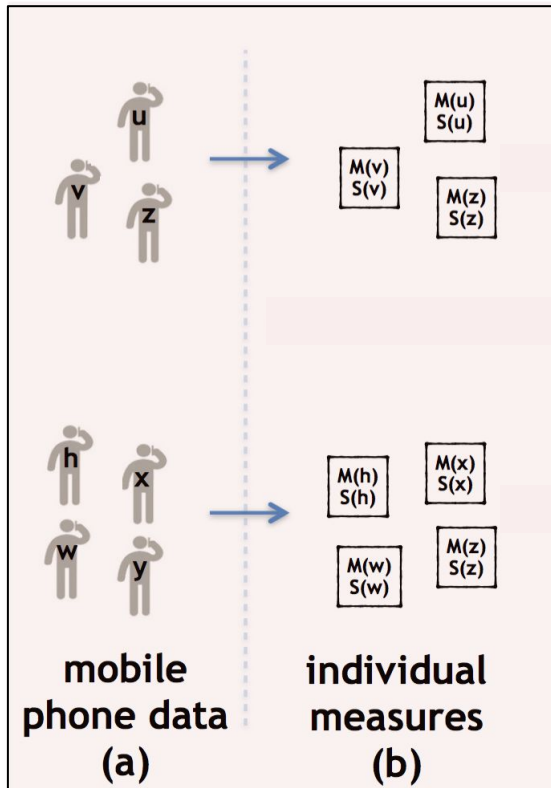 u
v
z
M(u)
S(u)
M(v)
S(v)
M(z)
S(z)
h
x
w
y
M(h)
S(h)
M(x)
S(x)
M(w)
S(w)
M(z)
S(z)
mobile
phone data
(a)
individual
measures
(b)